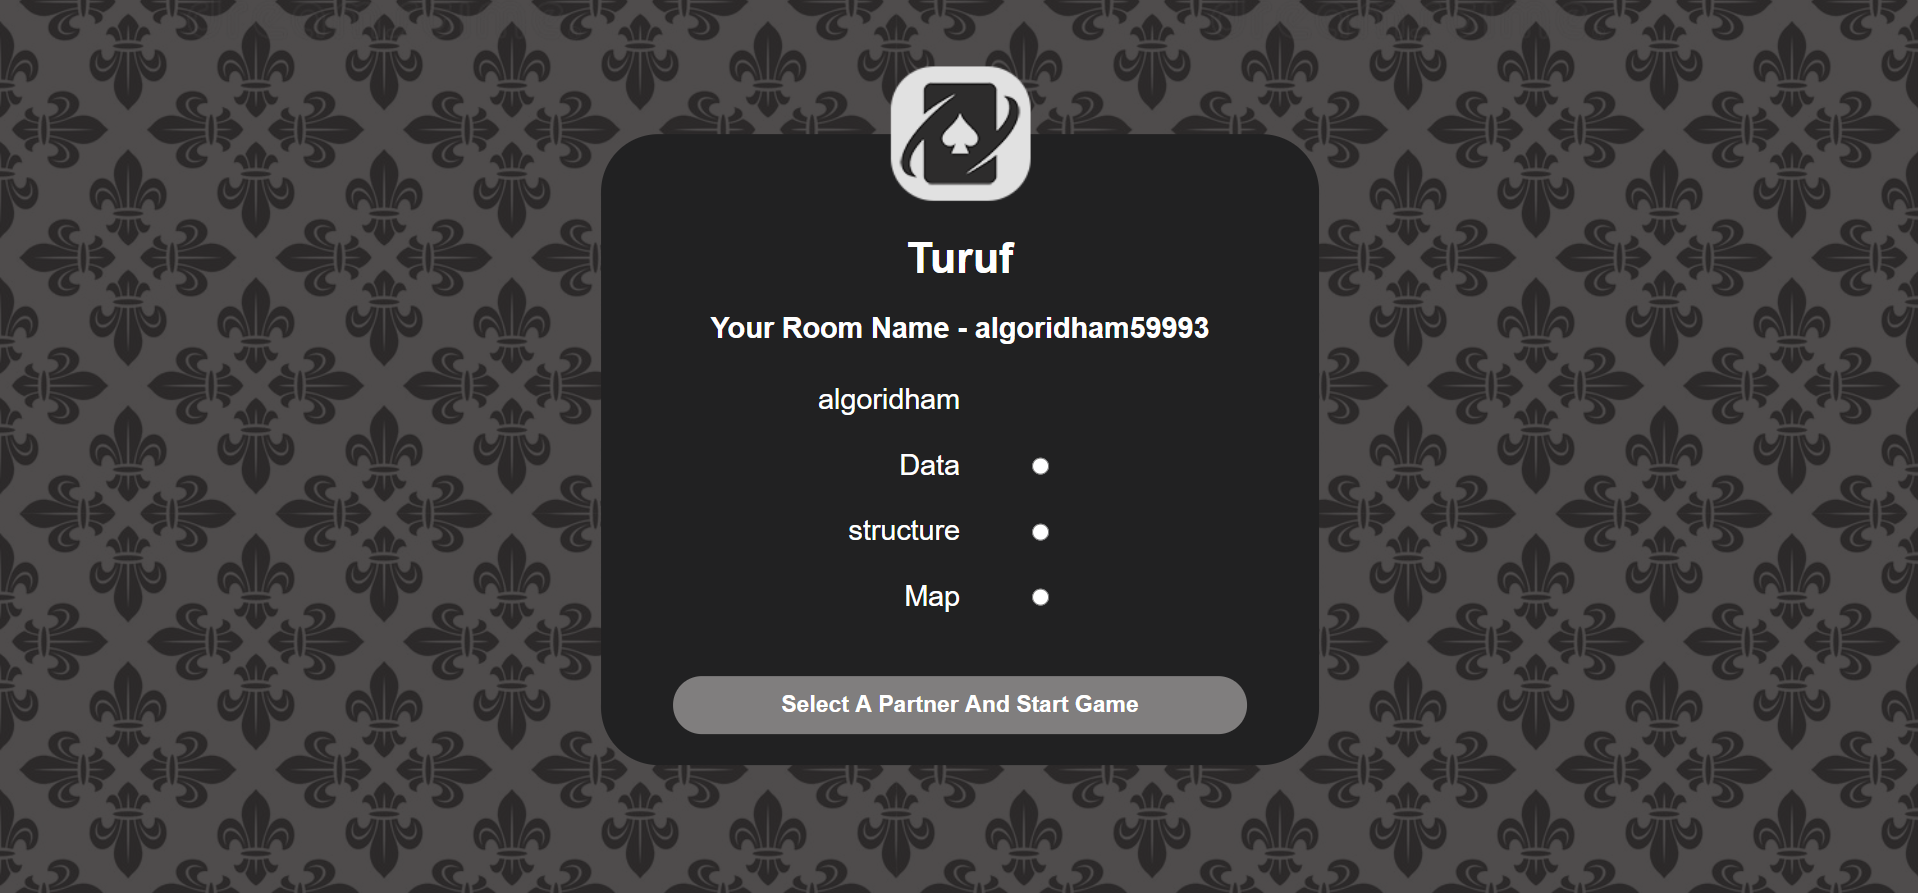 Turuf
Your Room Name - algoridham59993
algoridham
Data
structure
Map
Select A Partner And Start Game